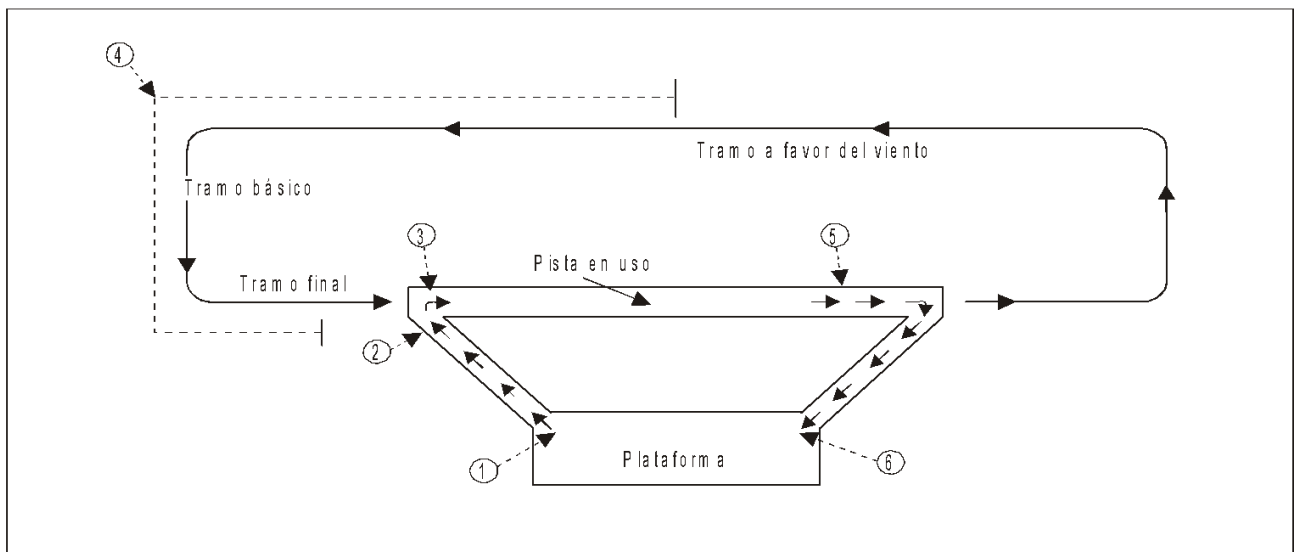 4
Tramo a favor del viento
Tramo básico
3
5
Pista en uso
Tramo final
2
1
Plataforma
6